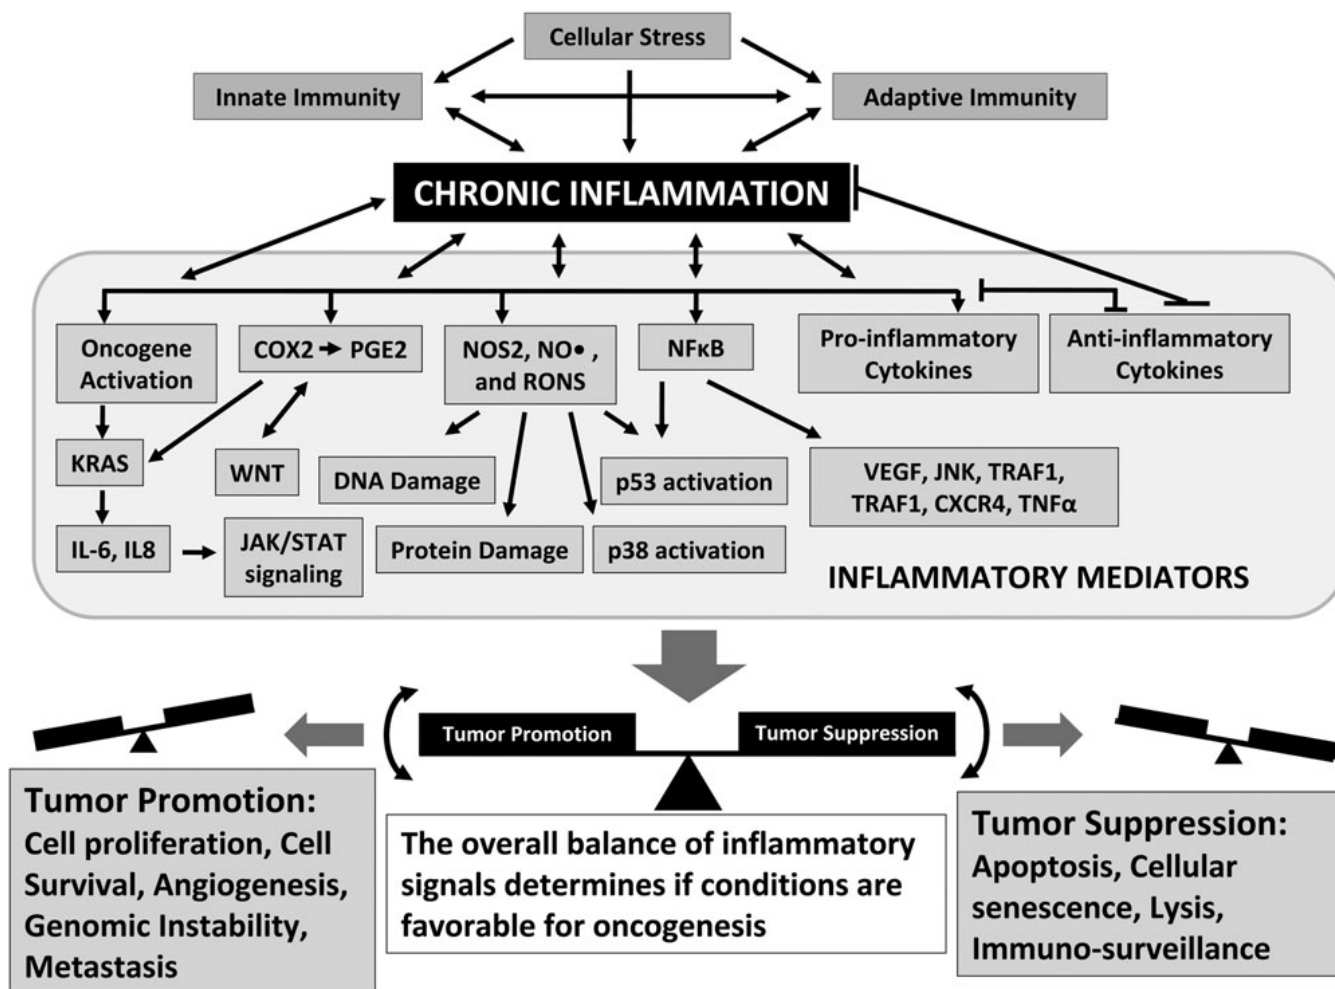 Cellular Stress
Innate Immunity
Adaptive Immunity
CHRONIC INFLAMMATION
Oncogene
Activation
COX2 → PGE2
NOS2, NO• ,
and RONS
NFκB
Pro-inflammatory
Cytokines
Anti-inflammatory
Cytokines
KRAS
WNT
DNA Damage
p53 activation
VEGF, JNK, TRAF1,
TRAF1, CXCR4, TNFα
IL-6, IL8
JAK/STAT
signaling
Protein Damage
p38 activation
INFLAMMATORY MEDIATORS
Tumor Promotion
Tumor Suppression
Tumor Promotion:
Cell proliferation, Cell
Survival, Angiogenesis,
Genomic Instability,
Metastasis
The overall balance of inflammatory
signals determines if conditions are
favorable for oncogenesis
Tumor Suppression:
Apoptosis, Cellular
senescence, Lysis,
Immuno-surveillance